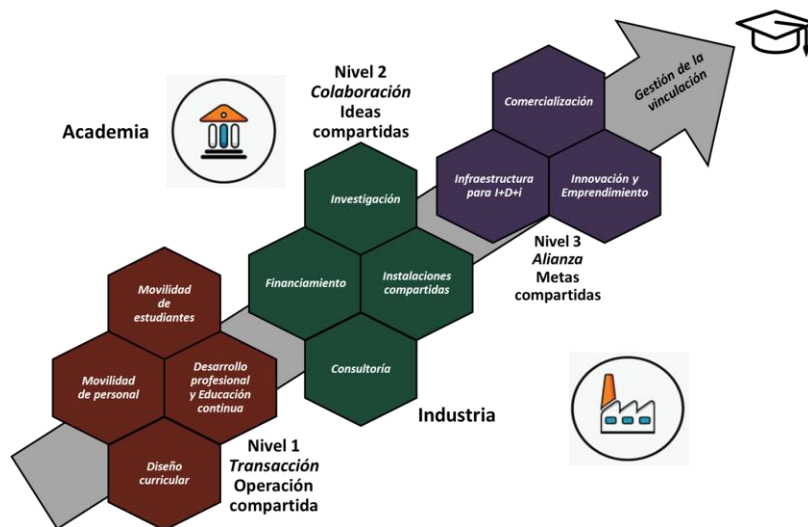 Gestión de la
vinculación
Comercialización
Infraestructura
para I+D+i
Innovación y
Emprendimiento
Nivel 3
Alianza
Metas
compartidas
Academia
Nivel 2
Colaboración
Ideas
compartidas
Investigación
Financiamiento
Instalaciones
compartidas
Consultoría
Industria
Movilidad
de
estudiantes
Movilidad
de personal
Desarrollo
profesional
y Educación
continua
Diseño
curricular
Nivel 1
Transacción
Operación
compartida